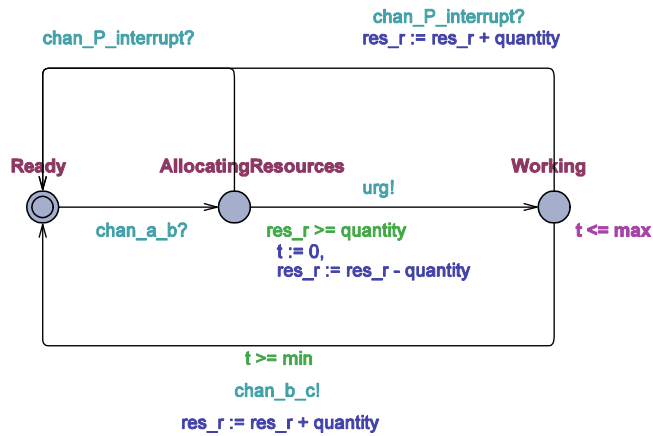 chan_P_interrupt?
res_r := res_r + quantity
chan_P_interrupt?
Ready
AllocatingResources
Working
urg!
chan_a_b?
res_r >= quantity
t := 0,
res_r := res_r - quantity
t <= max
t >= min
chan_b_c!
res_r := res_r + quantity